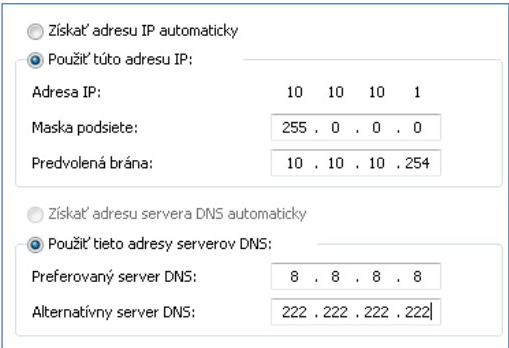 Získať adresu IP automaticky
Použiť túto adresu IP:
Adresa IP: 10 10 10 1
Maska podsiete: 255 . 0 . 0 . 0
Predvolená brána: 10 . 10 . 10 . 254
Získať adresu servera DNS automaticky
Použiť tieto adresy serverov DNS:
Preferovaný server DNS: 8 . 8 . 8 . 8
Alternatívny server DNS: 222 . 222 . 222 . 222